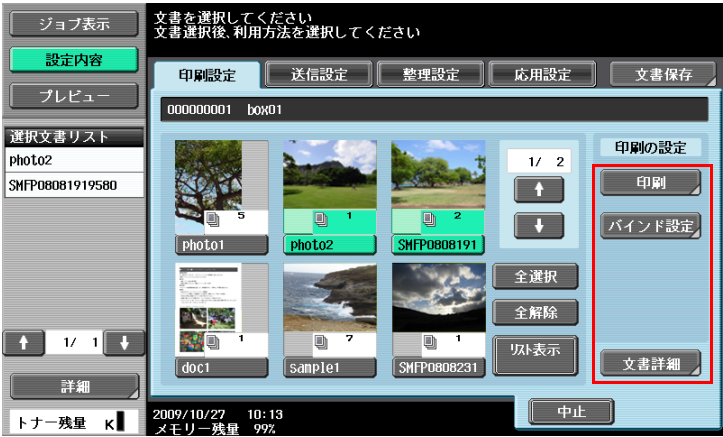 ジョブ表示
設定内容
プレビュー
選択文書リスト
photo2
SMFP08081919580
1/ 1
詳細
トナー残量 K
文書を選択してください
文書選択後、利用方法を選択してください
印刷設定
送信設定
整理設定
応用設定
文書保存
000000001 box01
5
photo1
1
photo2
2
SMFP0808191
1
doc1
7
sample1
1
SMFP0808231
1/ 2
全選択
全解除
リスト表示
印刷の設定
印刷
バインド設定
文書詳細
2009/10/27 10:13
メモリー残量 99%
中止